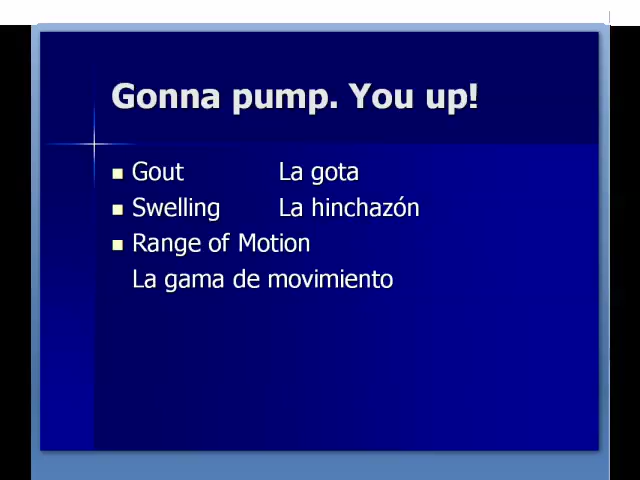 Gonna pump. You up!
Gout La gota
Swelling La hinchazón
Range of Motion
La gama de movimiento